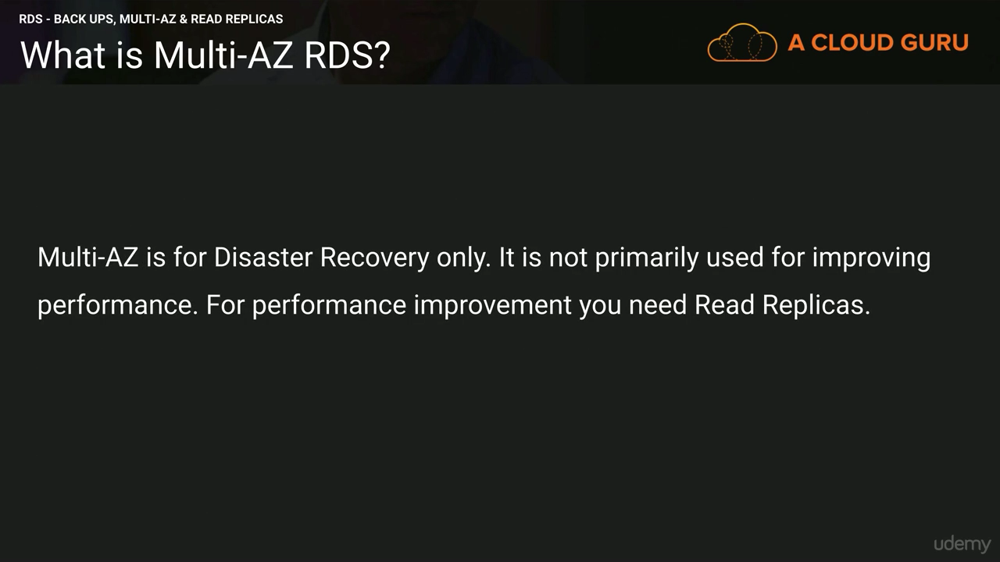 RDS - BACK UPS, MULTI-AZ & READ REPLICAS
What is Multi-AZ RDS?
A CLOUD GURU
Multi-AZ is for Disaster Recovery only. It is not primarily used for improving
performance. For performance improvement you need Read Replicas.
udemy